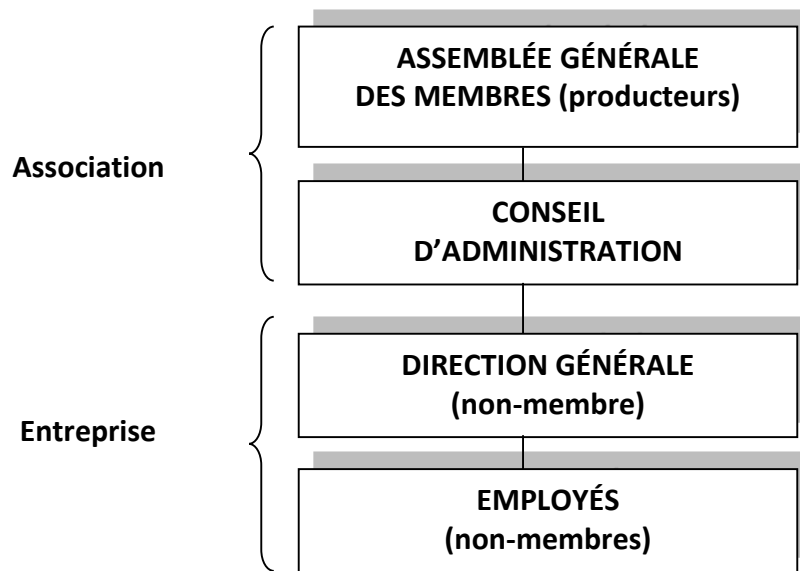 ASSEMBLÉE GÉNÉRALE
DES MEMBRES (producteurs)
Association
CONSEIL
D’ADMINISTRATION
DIRECTION GÉNÉRALE
(non-membre)
Entreprise
EMPLOYÉS
(non-membres)